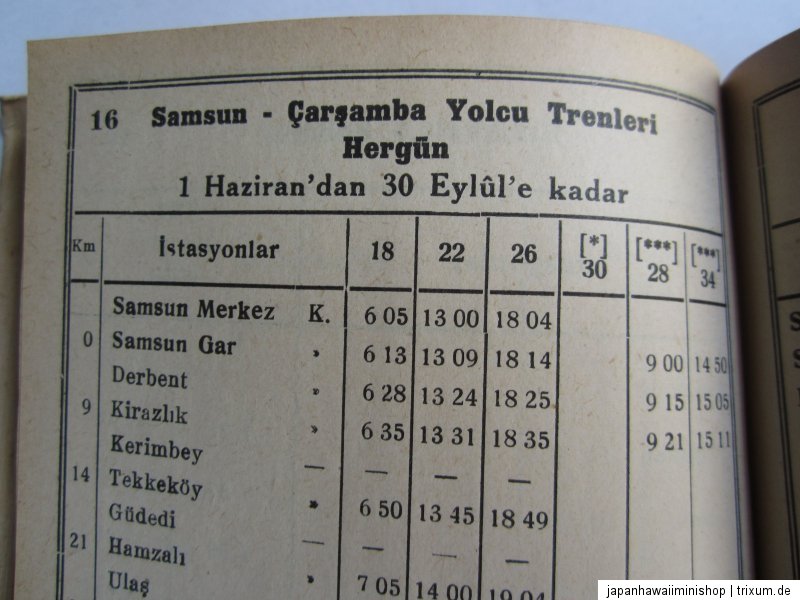 16 Samsun - Çarşamba Yolcu Trenleri
Hergün
1 Haziran'dan 30 Eylûl'e kadar
Km İstasyonlar 18 22 26 [*] 30 [***] 28 [***] 34
Samsun Merkez K. 6 05 13 00 18 04
0 Samsun Gar » 6 13 13 09 18 14 9 00 14 50
Derbent » 6 28 13 24 18 25 9 15 15 05
9 Kirazlık » 6 35 13 31 18 35 9 21 15 11
Kerimbey — — — —
14 Tekkeköy » 6 50 13 45 18 49
Güdedi — — — —
21 Hamzalı » 7 05 14 00 19 04
Ulaş
japanhawaiiminishop | trixum.de